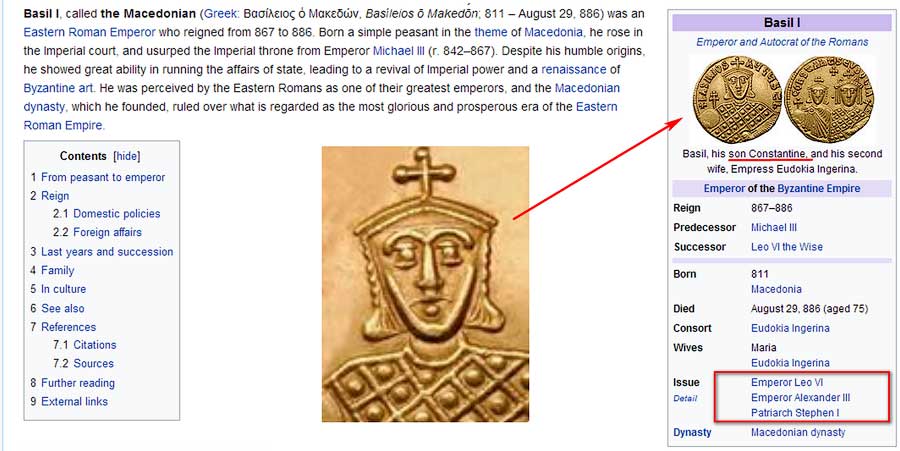 Basil I, called the Macedonian (Greek: Βασίλειος ὁ Μακεδών, Basíleios ō Makedṓn; 811 – August 29, 886) was an
Eastern Roman Emperor who reigned from 867 to 886. Born a simple peasant in the theme of Macedonia, he rose in
the Imperial court, and usurped the Imperial throne from Emperor Michael III (r. 842–867). Despite his humble origins,
he showed great ability in running the affairs of state, leading to a revival of Imperial power and a renaissance of
Byzantine art. He was perceived by the Eastern Romans as one of their greatest emperors, and the Macedonian
dynasty, which he founded, ruled over what is regarded as the most glorious and prosperous era of the Eastern
Roman Empire.
Contents [hide]
1 From peasant to emperor
2 Reign
2.1 Domestic policies
2.2 Foreign affairs
3 Last years and succession
4 Family
5 In culture
6 See also
7 References
7.1 Citations
7.2 Sources
8 Further reading
9 External links
Basil I
Emperor and Autocrat of the Romans
Basil, his son Constantine, and his second
wife, Empress Eudokia Ingerina.
Emperor of the Byzantine Empire
Reign 867–886
Predecessor Michael III
Successor Leo VI the Wise
Born 811
Macedonia
Died August 29, 886 (aged 75)
Consort Eudokia Ingerina
Wives Maria
Eudokia Ingerina
Issue Emperor Leo VI
Detail Emperor Alexander III
Patriarch Stephen I
Dynasty Macedonian dynasty